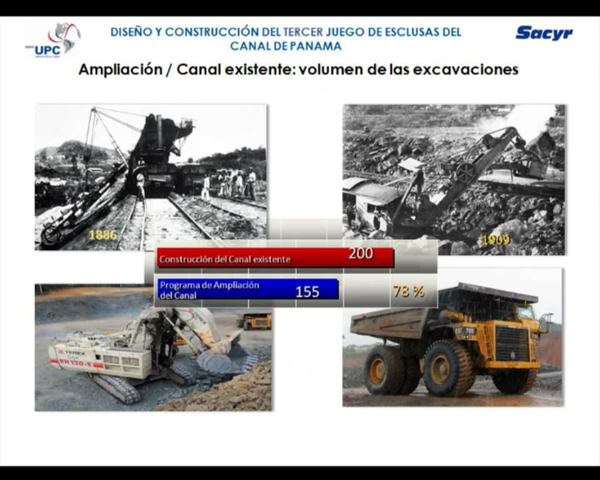 DISEÑO Y CONSTRUCCIÓN DEL TERCER JUEGO DE ESCLUSAS DEL
CANAL DE PANAMA
UPC
Sacyr
Ampliación / Canal existente: volumen de las excavaciones
1886
1909
Construcción del Canal existente
200
Programa de Ampliación
del Canal
155
78 %
TEREX